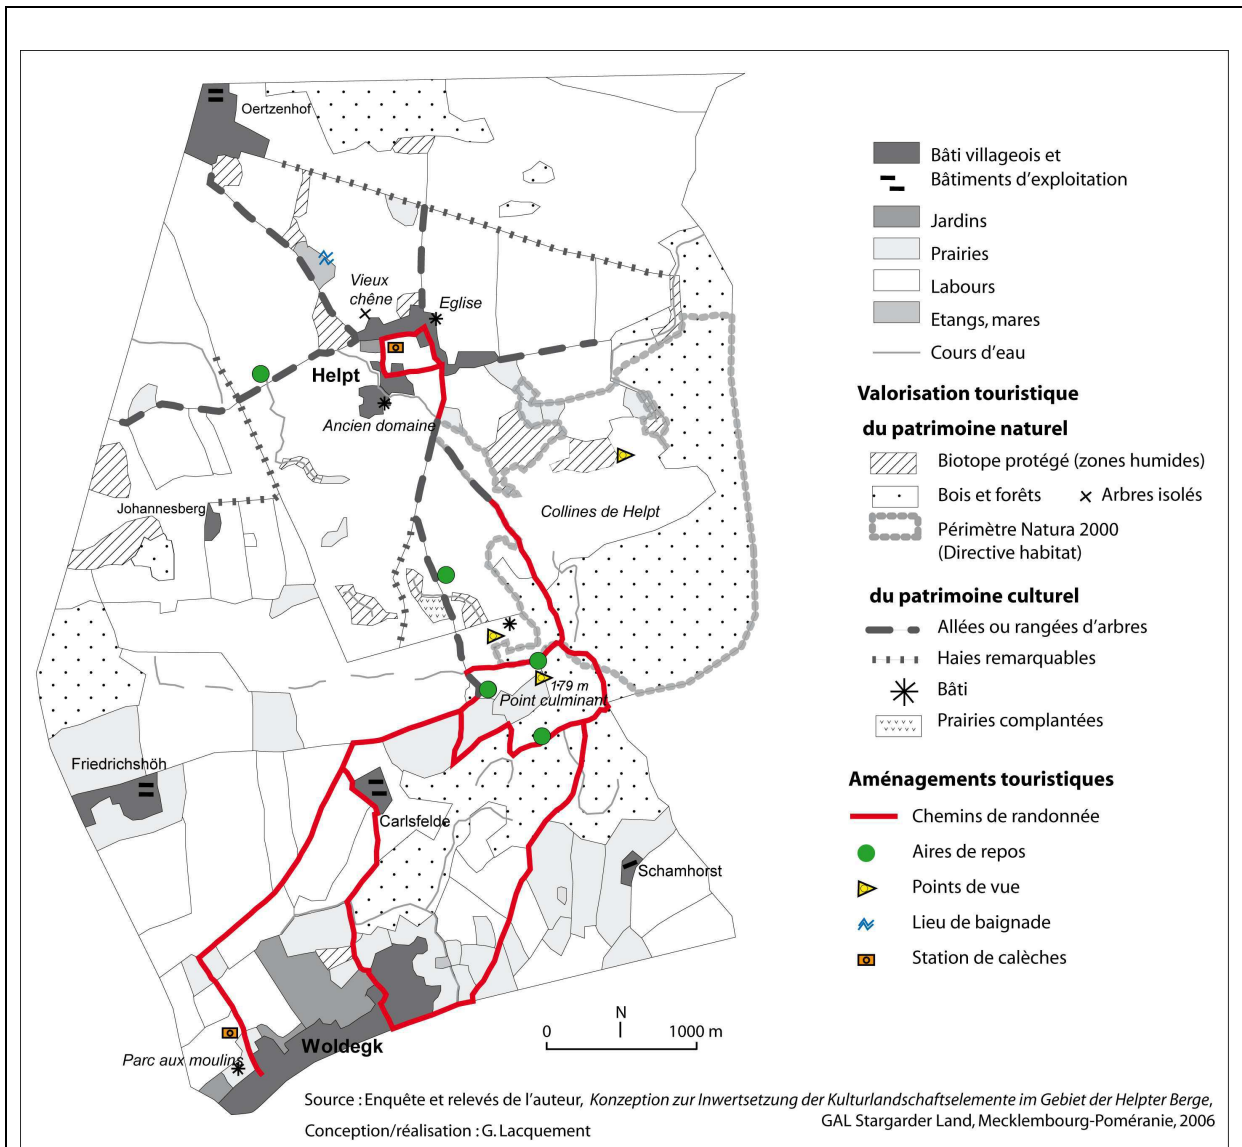 Oertzenhof
Vieux
chêne
Eglise
Helpt
Ancien domaine
Johannesberg
Collines de Helpt
179 m
Point culminant
Friedrichshöh
Carlsfelde
Schamhorst
Woldegk
Parc aux moulins
N
0
1000 m
Bâti villageois et
Bâtiments d'exploitation
Jardins
Prairies
Labours
Etangs, mares
Cours d'eau
Valorisation touristique
du patrimoine naturel
Biotope protégé (zones humides)
Bois et forêts
Arbres isolés
Périmètre Natura 2000
(Directive habitat)
du patrimoine culturel
Allées ou rangées d'arbres
Haies remarquables
Bâti
Prairies complantées
Aménagements touristiques
Chemins de randonnée
Aires de repos
Points de vue
Lieu de baignade
Station de calèches
Source : Enquête et relevés de l'auteur, Konzeption zur Inwertsetzung der Kulturlandschaftselemente im Gebiet der Helpter Berge,
GAL Stargarder Land, Mecklembourg-Poméranie, 2006
Conception/réalisation : G. Lacquement